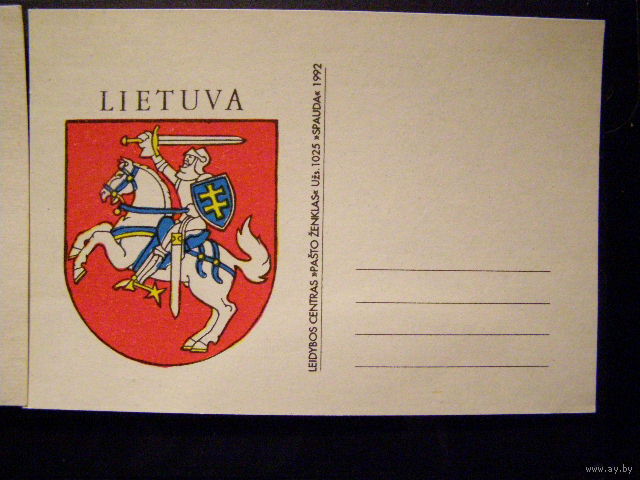 LIETUVA
LEIDYBOS CENTRAS »PAŠTO ŽENKLAS« Užs. 1025 »SPAUDA« 1992
www.ay.by